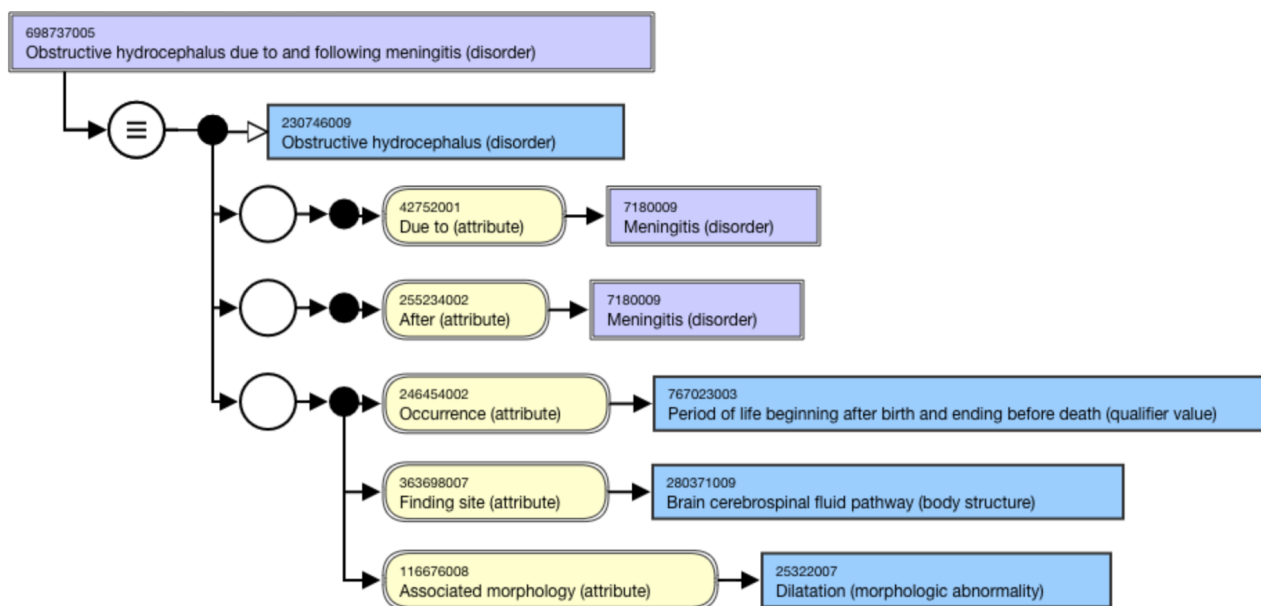 698737005
Obstructive hydrocephalus due to and following meningitis (disorder)
230746009
Obstructive hydrocephalus (disorder)
42752001
Due to (attribute)
7180009
Meningitis (disorder)
255234002
After (attribute)
7180009
Meningitis (disorder)
246454002
Occurrence (attribute)
767023003
Period of life beginning after birth and ending before death (qualifier value)
363698007
Finding site (attribute)
280371009
Brain cerebrospinal fluid pathway (body structure)
116676008
Associated morphology (attribute)
25322007
Dilatation (morphologic abnormality)